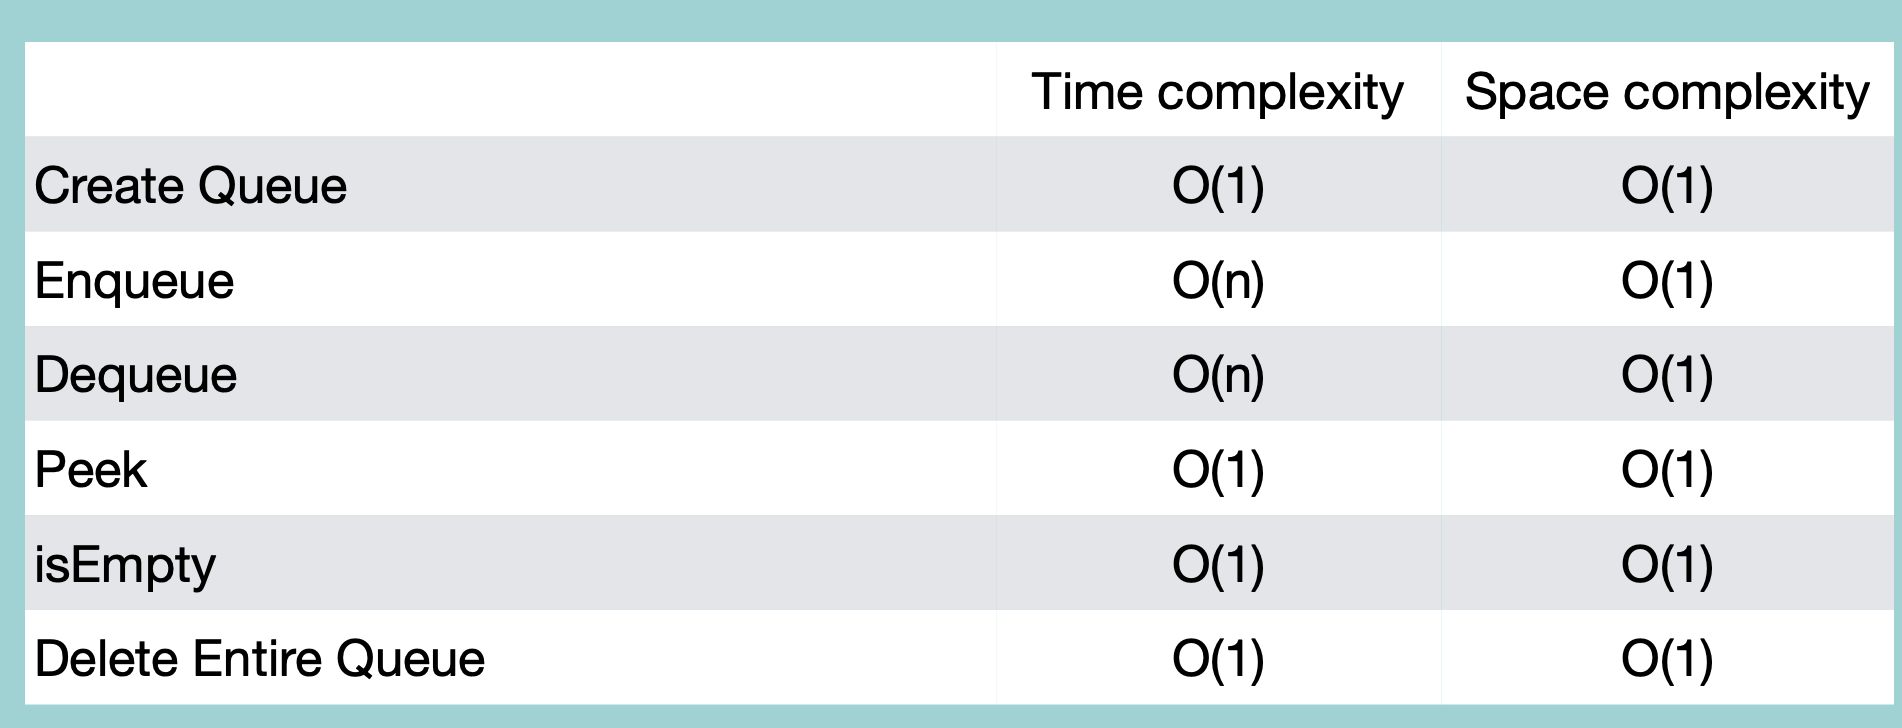 Time complexity Space complexity
Create Queue O(1) O(1)
Enqueue O(n) O(1)
Dequeue O(n) O(1)
Peek O(1) O(1)
isEmpty O(1) O(1)
Delete Entire Queue O(1) O(1)